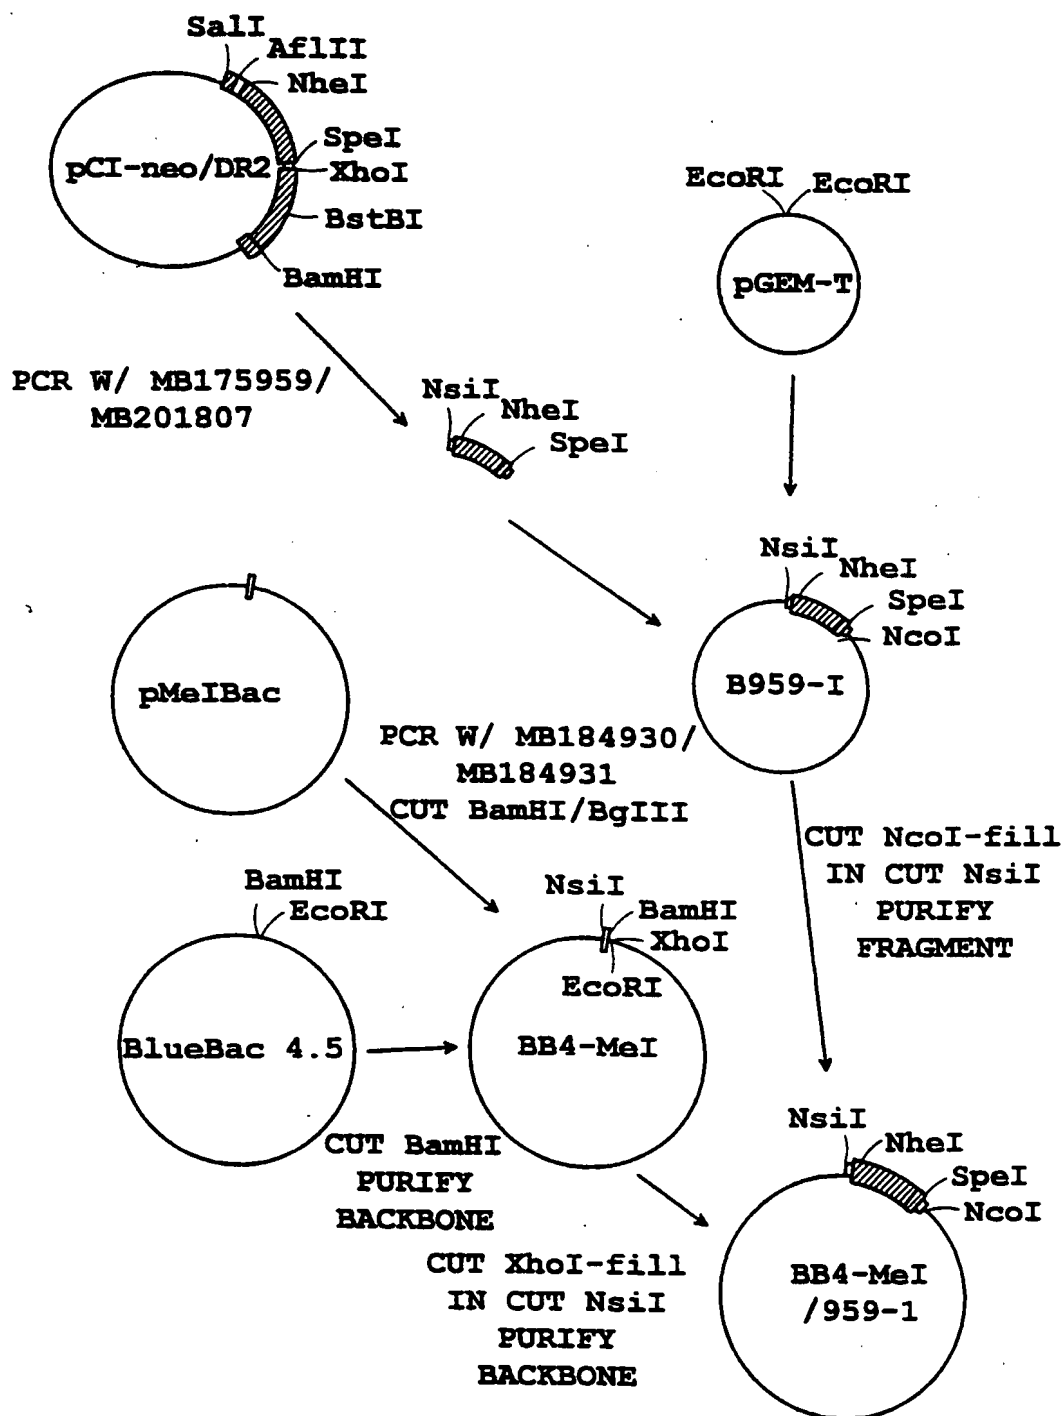 SalI
AflII
NheI
SpeI
pCI-neo/DR2
XhoI
BstBI
BamHI
EcoRI
EcoRI
pGEM-T
PCR W/ MB175959/
MB201807
NsiI
NheI
SpeI
NsiI
NheI
SpeI
NcoI
B959-I
pMeIBac
PCR W/ MB184930/
MB184931
CUT BamHI/BgIII
CUT NcoI-fill
IN CUT NsiI
PURIFY
FRAGMENT
BamHI
EcoRI
BlueBac 4.5
NsiI
BamHI
XhoI
EcoRI
BB4-MeI
CUT BamHI
PURIFY
BACKBONE
CUT XhoI-fill
IN CUT NsiI
PURIFY
BACKBONE
NsiI
NheI
SpeI
NcoI
BB4-MeI
/959-1